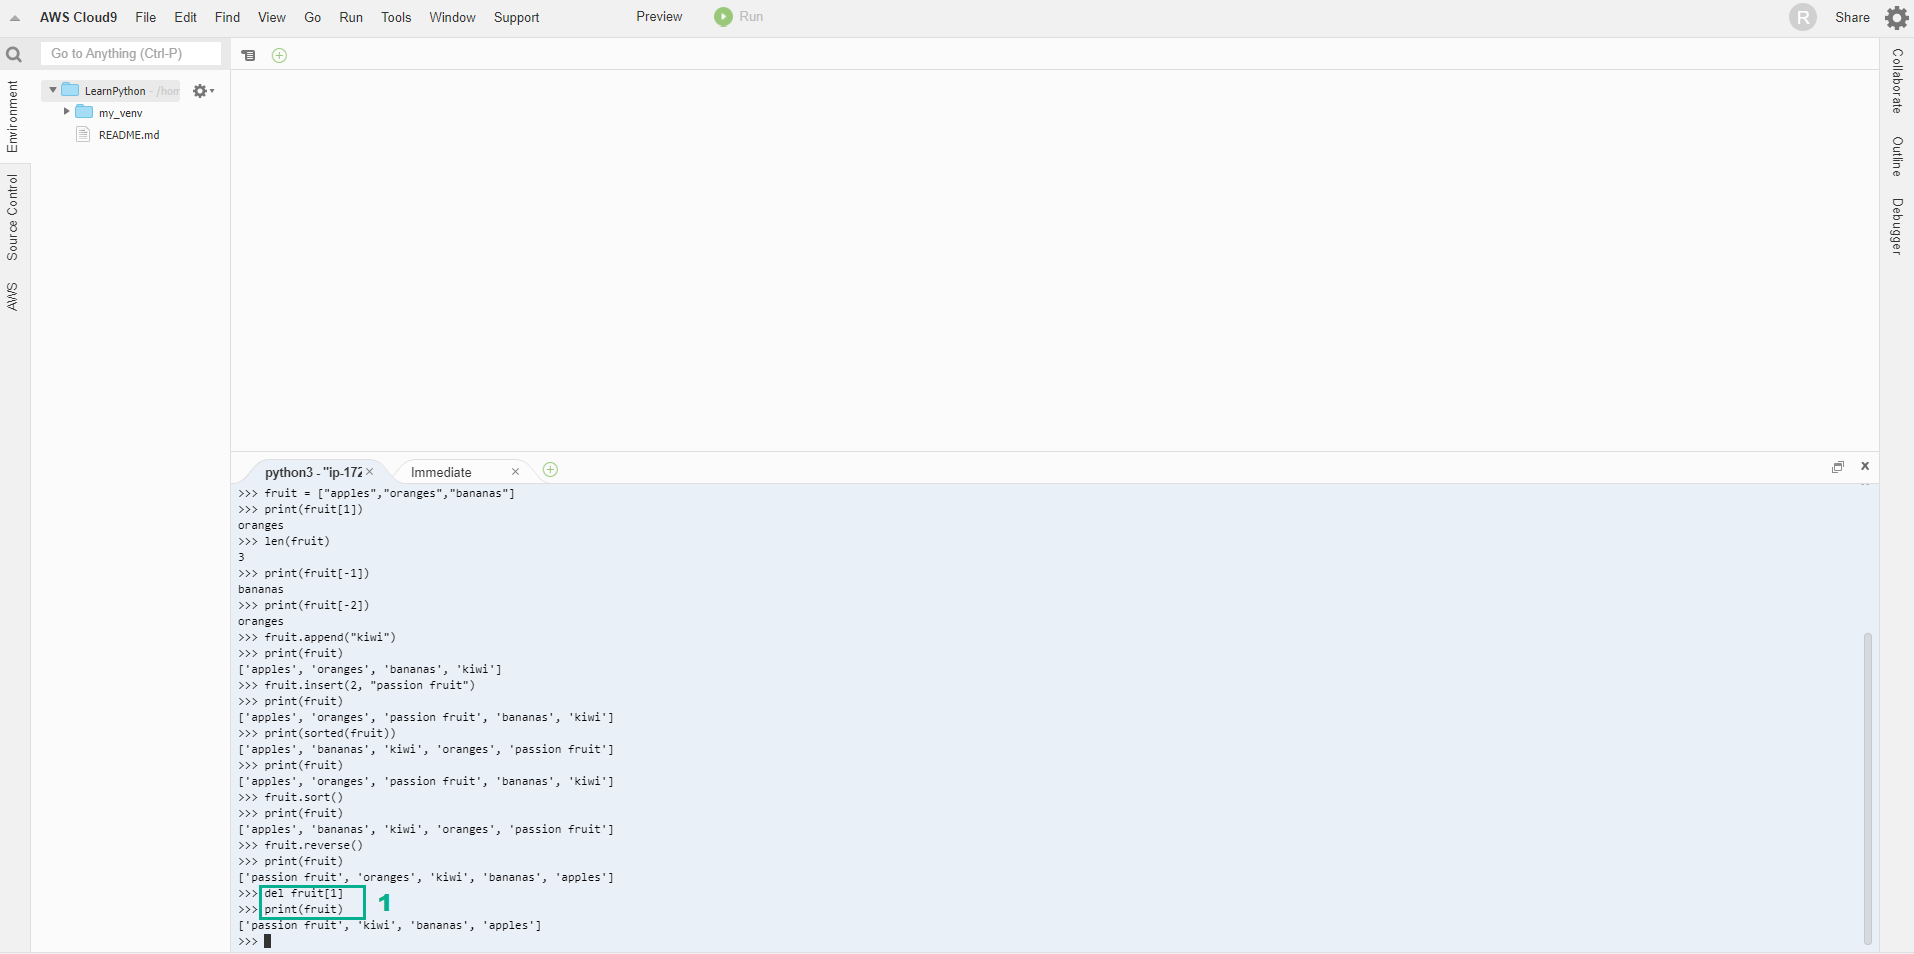 AWS Cloud9 File Edit Find View Go Run Tools Window Support Preview Run R Share
Go to Anything (Ctrl-P)
Environment
Source Control
AWS
LearnPython - /hom
my_venv
README.md
Collaborate
Outline
Debugger
python3 - "ip-172 Immediate
>>> fruit = ["apples","oranges","bananas"]
>>> print(fruit[1])
oranges
>>> len(fruit)
3
>>> print(fruit[-1])
bananas
>>> print(fruit[-2])
oranges
>>> fruit.append("kiwi")
>>> print(fruit)
['apples', 'oranges', 'bananas', 'kiwi']
>>> fruit.insert(2, "passion fruit")
>>> print(fruit)
['apples', 'oranges', 'passion fruit', 'bananas', 'kiwi']
>>> print(sorted(fruit))
['apples', 'bananas', 'kiwi', 'oranges', 'passion fruit']
>>> print(fruit)
['apples', 'oranges', 'passion fruit', 'bananas', 'kiwi']
>>> fruit.sort()
>>> print(fruit)
['apples', 'bananas', 'kiwi', 'oranges', 'passion fruit']
>>> fruit.reverse()
>>> print(fruit)
['passion fruit', 'oranges', 'kiwi', 'bananas', 'apples']
>>> del fruit[1]
>>> print(fruit)
1
['passion fruit', 'kiwi', 'bananas', 'apples']
>>>